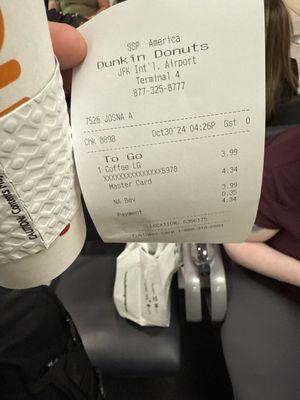 SSP America
Dunkin Donuts
JFK Int'l. Airport
Terminal 4
877-325-8777
7526 JOSNA A
Chk 8898 Oct30'24 04:26P Gst 0
To Go
1 Coffee LG 3.99
XXXXXXXXXXXXXXX5978 4.34
Master Card
NA Bev 3.99
0.35
Payment 4.34